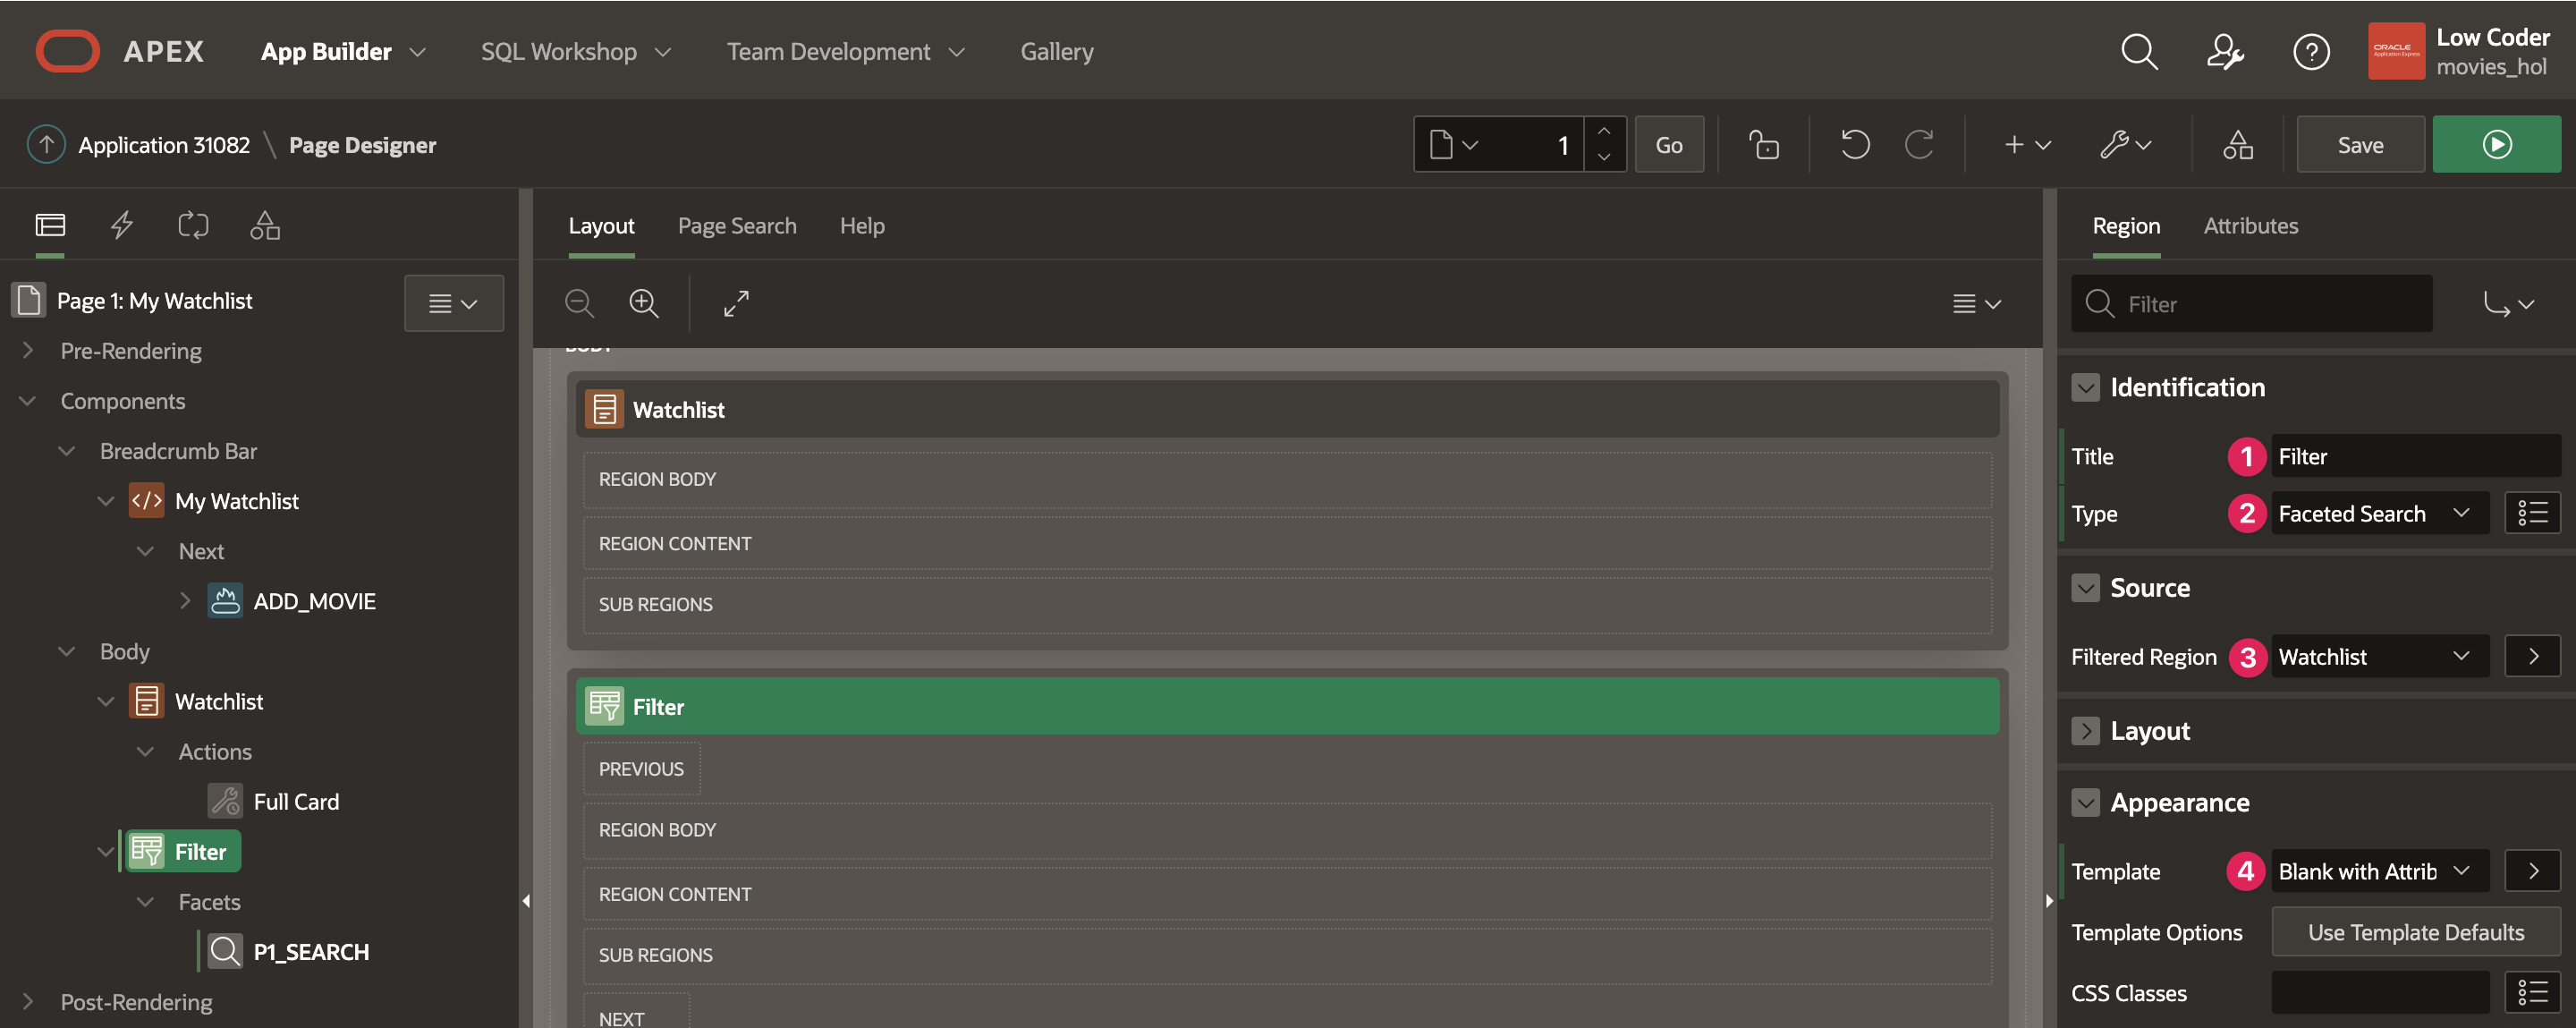 APEX
App Builder
SQL Workshop
Team Development
Gallery
ORACLE
Application Express
Low Coder
movies_hol
Application 31082 \ Page Designer
1
Go
Save
Page 1: My Watchlist
Pre-Rendering
Components
Breadcrumb Bar
</> My Watchlist
Next
ADD_MOVIE
Body
Watchlist
Actions
Full Card
Filter
Facets
P1_SEARCH
Post-Rendering
Layout
Page Search
Help
BODY
Watchlist
REGION BODY
REGION CONTENT
SUB REGIONS
Filter
PREVIOUS
REGION BODY
REGION CONTENT
SUB REGIONS
NEXT
Region
Attributes
Filter
Identification
Title 1 Filter
Type 2 Faceted Search
Source
Filtered Region 3 Watchlist
Layout
Appearance
Template 4 Blank with Attrib
Template Options Use Template Defaults
CSS Classes